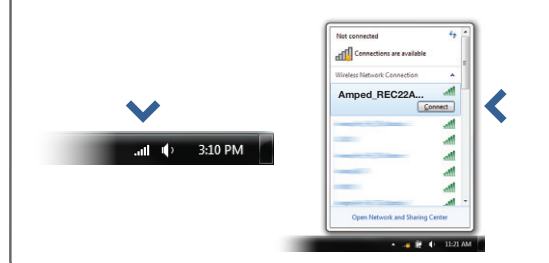 3:10 PM
Not connected
Connections are available
Wireless Network Connection
Amped_REC22A...
Connect
Open Network and Sharing Center
11:21 AM